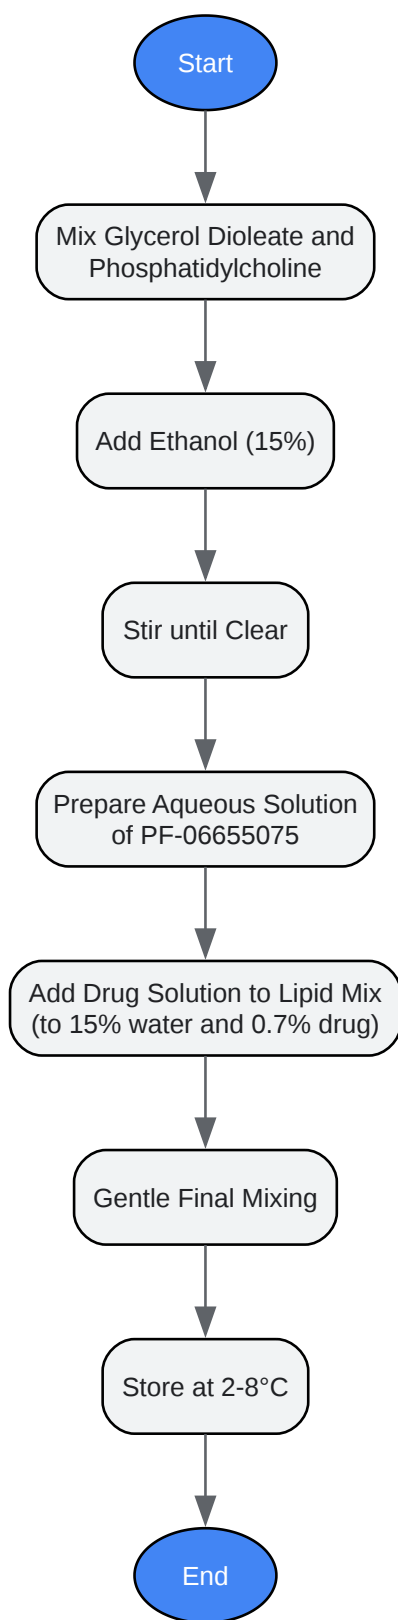 Start
Mix Glycerol Dioleate and
Phosphatidylcholine
Add Ethanol (15%)
Stir until Clear
Prepare Aqueous Solution
of PF-06655075
Add Drug Solution to Lipid Mix
(to 15% water and 0.7% drug)
Gentle Final Mixing
Store at 2-8°C
End